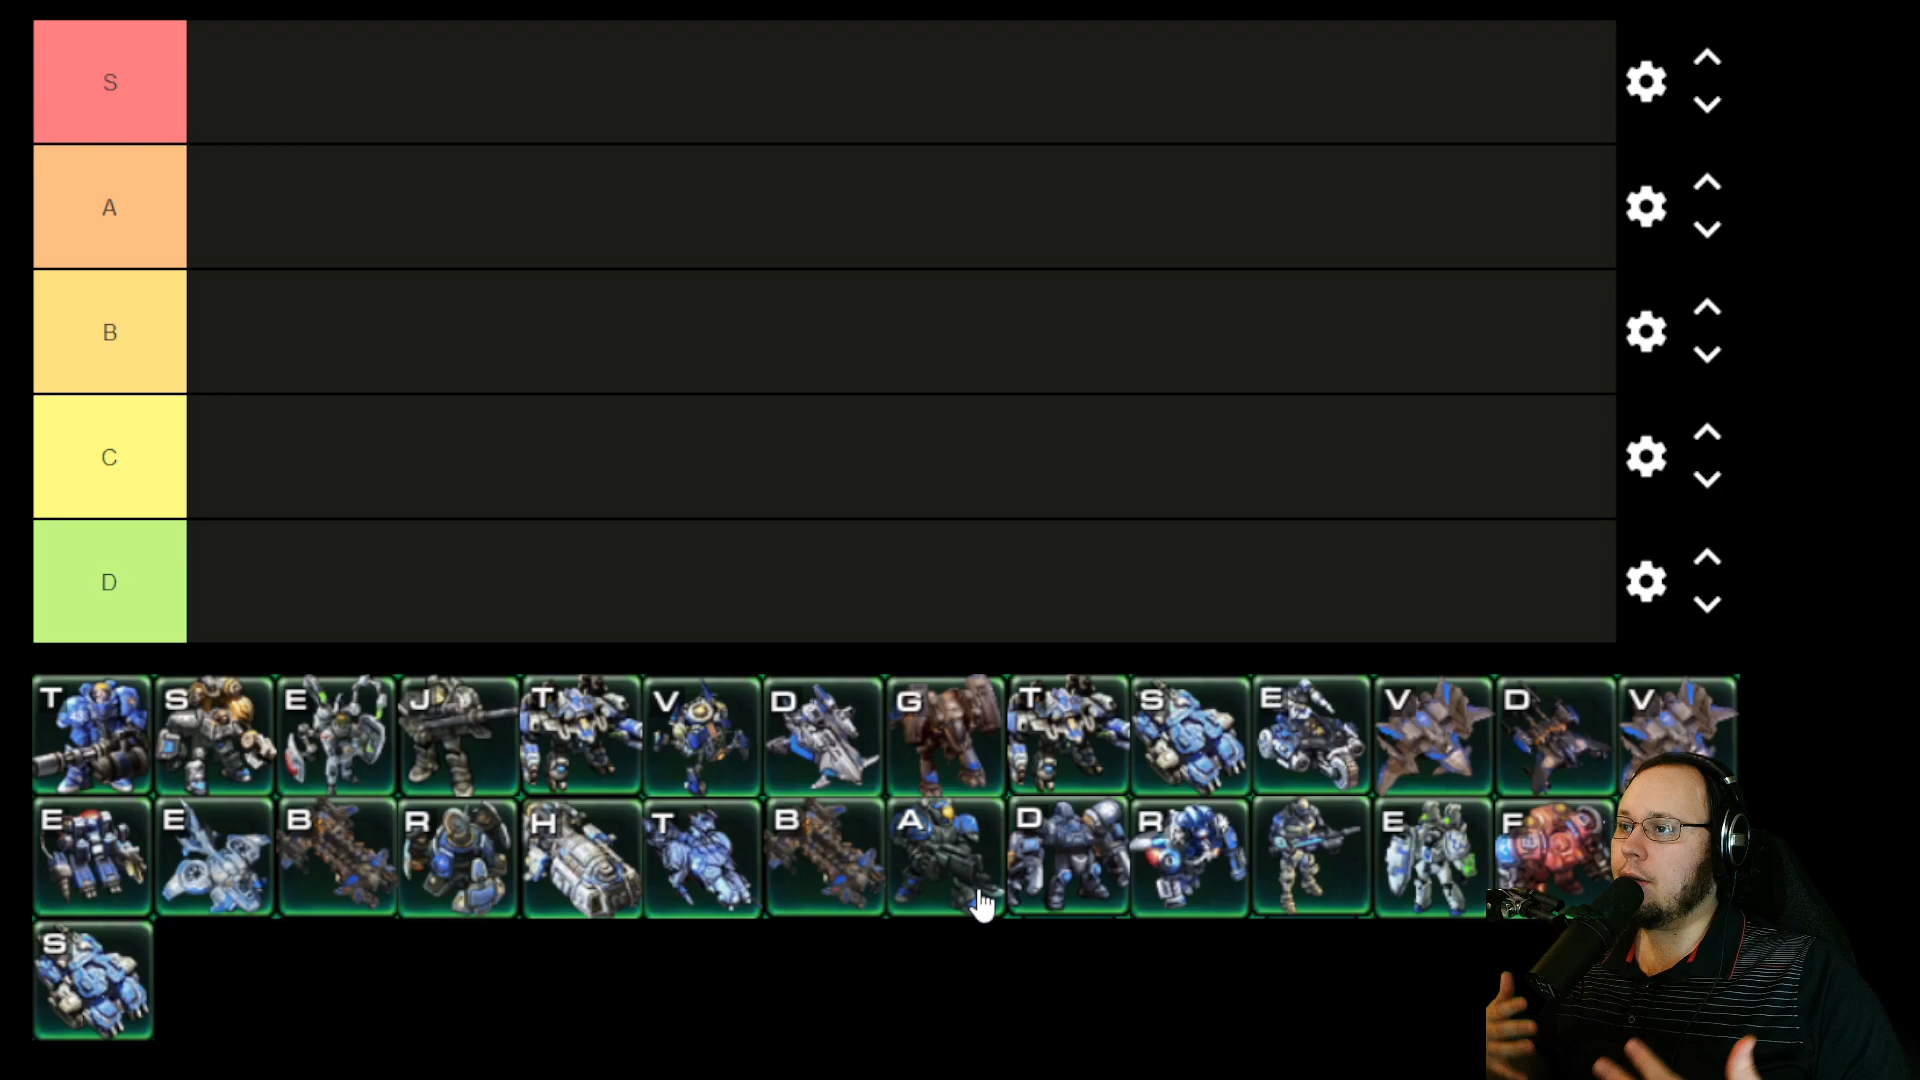 S
A
B
C
D
T S E J T V D G T S E V D V
E E B R H T B A D R E F
S